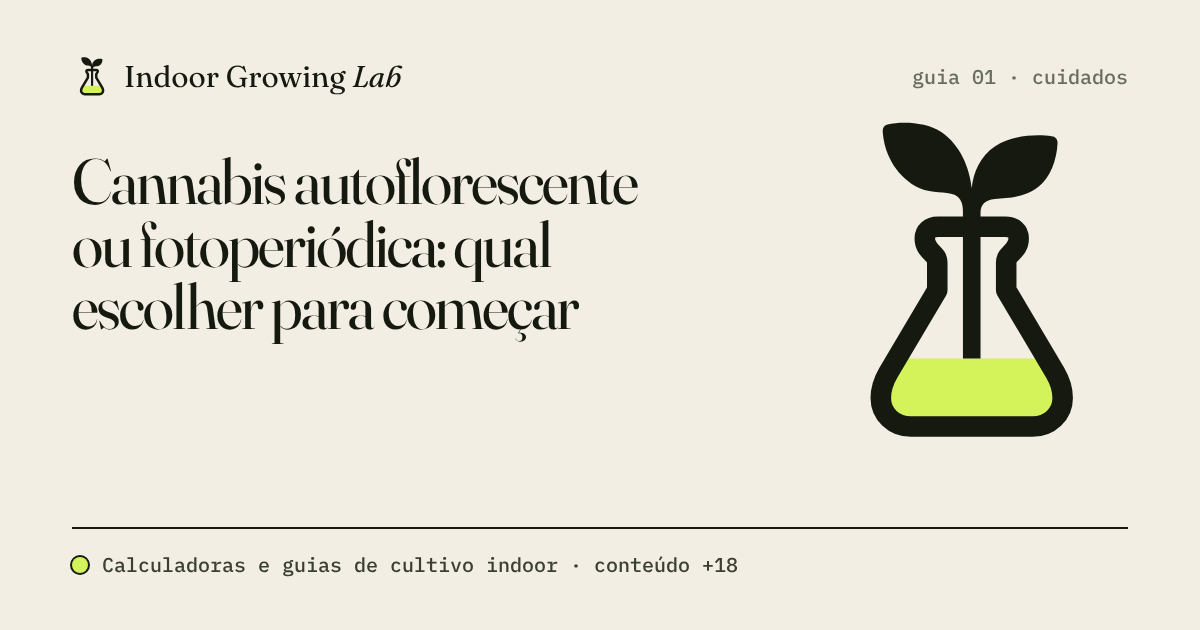 Indoor Growing Lab
guia 01 · cuidados
Cannabis autoflorescente
ou fotoperiódica: qual
escolher para começar
Calculadoras e guias de cultivo indoor · conteúdo +18